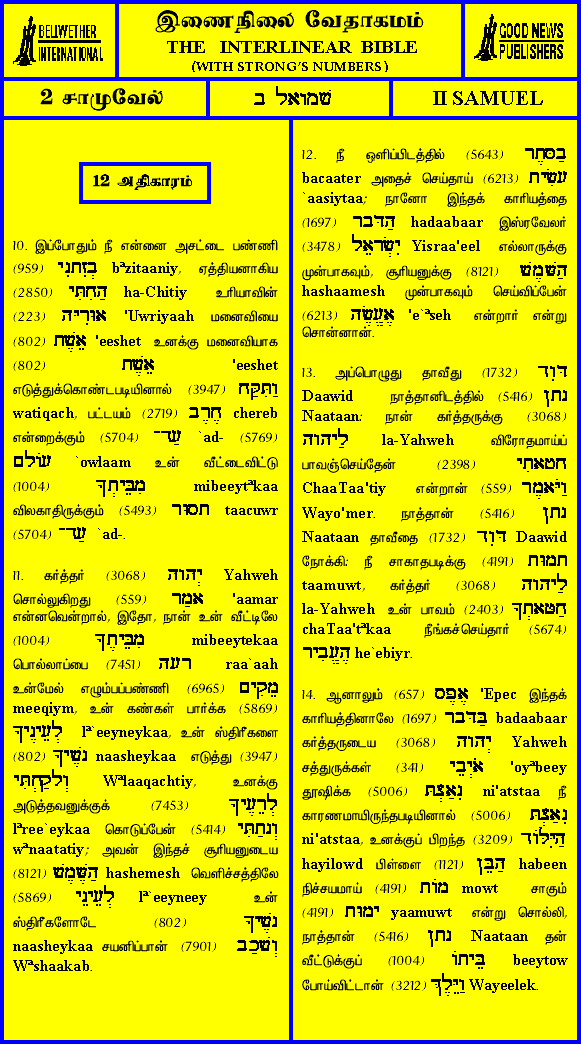 BELLWETHER
INTERNATIONAL
இணைநிலை வேதாகமம்
THE INTERLINEAR BIBLE
(WITH STRONG'S NUMBERS)
GOOD NEWS
PUBLISHERS
2 சாமுவேல்
שמואל ב
II SAMUEL
12 அதிகாரம்
10. இப்போதும் நீ என்னை அசட்டை பண்ணி
(959) בְזִתָנִי bªzitaaniy, ஏத்தியனாகிய
(2850) הַחִתִּי ha-Chitiy உரியாவின்
(223) אוּרִיָּה 'Uwriyaah மனைவியை
(802) אֵשֶׁת 'eeshet உனக்கு மனைவியாக
(802) אֵשֶׁת 'eeshet
எடுத்துக்கொண்டபடியினால் (3947) וַתִּקַּח
watiqach, பட்டயம் (2719) חֶרֶב chereb
என்றைக்கும் (5704) עַד־ `ad- (5769)
עוֹלָם `owlaam உன் வீட்டைவிட்டு
(1004) מִבֵּיתְךָ mibeeytªkaa
விலகாதிருக்கும் (5493) תָסוּר taacuwr
(5704) עַד־ `ad-.
11. கர்த்தர் (3068) יְהוָה Yahweh
சொல்லுகிறது (559) אָמַר 'aamar
என்னவென்றால், இதோ, நான் உன் வீட்டிலே
(1004) מִבֵּיתֶךָ mibeeytekaa
பொல்லாப்பை (7451) רָעָה raa`aah
உன்மேல் எழும்பப்பண்ணி (6965) מֵקִים
meeqiym, உன் கண்கள் பார்க்க (5869)
לְעֵינֶיךָ lª`eeyneykaa, உன் ஸ்திரீகளை
(802) נָשֶׁיךָ naasheykaa எடுத்து (3947)
וְלָקַחְתִּי Wªlaaqachtiy, உனக்கு
அடுத்தவனுக்குக் (7453) לְרֵעֶיךָ
lªree`eykaa கொடுப்பேன் (5414) וְנָתַתִּי
wªnaatatiy; அவன் இந்தச் சூரியனுடைய
(8121) הַשֶּׁמֶשׁ hashemesh வெளிச்சத்திலே
(5869) לְעֵינֵי lª`eeyneey உன்
ஸ்திரீகளோடே (802) נָשֶׁיךָ
naasheykaa சயனிப்பான் (7901) וְשָׁכַב
Wªshaakab.
12. நீ ஒளிப்பிடத்தில் (5643) בַסָּתֶר
bacaater அதைச் செய்தாய் (6213) עָשִׂיתָ
`aasiytaa; நானோ இந்தக் காரியத்தை
(1697) הַדָּבָר hadaabaar இஸ்ரவேலர்
(3478) יִשְׂרָאֵל Yisraa'eel எல்லாருக்கு
முன்பாகவும், சூரியனுக்கு (8121) הַשָּׁמֶשׁ
hashaamesh முன்பாகவும் செய்விப்பேன்
(6213) אֶעֱשֶׂה 'e`ªseh என்றார் என்று
சொன்னான்.
13. அப்பொழுது தாவீது (1732) דָּוִד
Daawid நாத்தானிடத்தில் (5416) נָתָן
Naataan: நான் கர்த்தருக்கு (3068)
לַיהוָה la-Yahweh விரோதமாய்ப்
பாவஞ்செய்தேன் (2398) חָטָאתִי
ChaaTaa'tiy என்றான் (559) וַיֹּאמֶר
Wayo'mer. நாத்தான் (5416) נָתָן
Naataan தாவீதை (1732) דָּוִד Daawid
நோக்கி: நீ சாகாதபடிக்கு (4191) תָמוּת
taamuwt, கர்த்தர் (3068) לַיהוָה
la-Yahweh உன் பாவம் (2403) חַטָּאתְךָ
chaTaa'tªkaa நீங்கச்செய்தார் (5674)
הֶעֱבִיר he`ebiyr.
14. ஆனாலும் (657) אֶפֶס 'Epec இந்தக்
காரியத்தினாலே (1697) בַּדָּבָר badaabaar
கர்த்தருடைய (3068) יְהוָה Yahweh
சத்துருக்கள் (341) אֹיְבֵי 'oyªbeey
தூஷிக்க (5006) נִאַצְתָּ ni'atstaa நீ
காரணமாயிருந்தபடியினால் (5006) נִאַצְתָּ
ni'atstaa, உனக்குப் பிறந்த (3209) הַיִּלּוֹד
hayilowd பிள்ளை (1121) הַבֵּן habeen
நிச்சயமாய் (4191) מוֹת mowt சாகும்
(4191) יָמוּת yaamuwt என்று சொல்லி,
நாத்தான் (5416) נָתָן Naataan தன்
வீட்டுக்குப் (1004) בֵּיתוֹ beeytow
போய்விட்டான் (3212) וַיֵּלֶךְ Wayeelek.